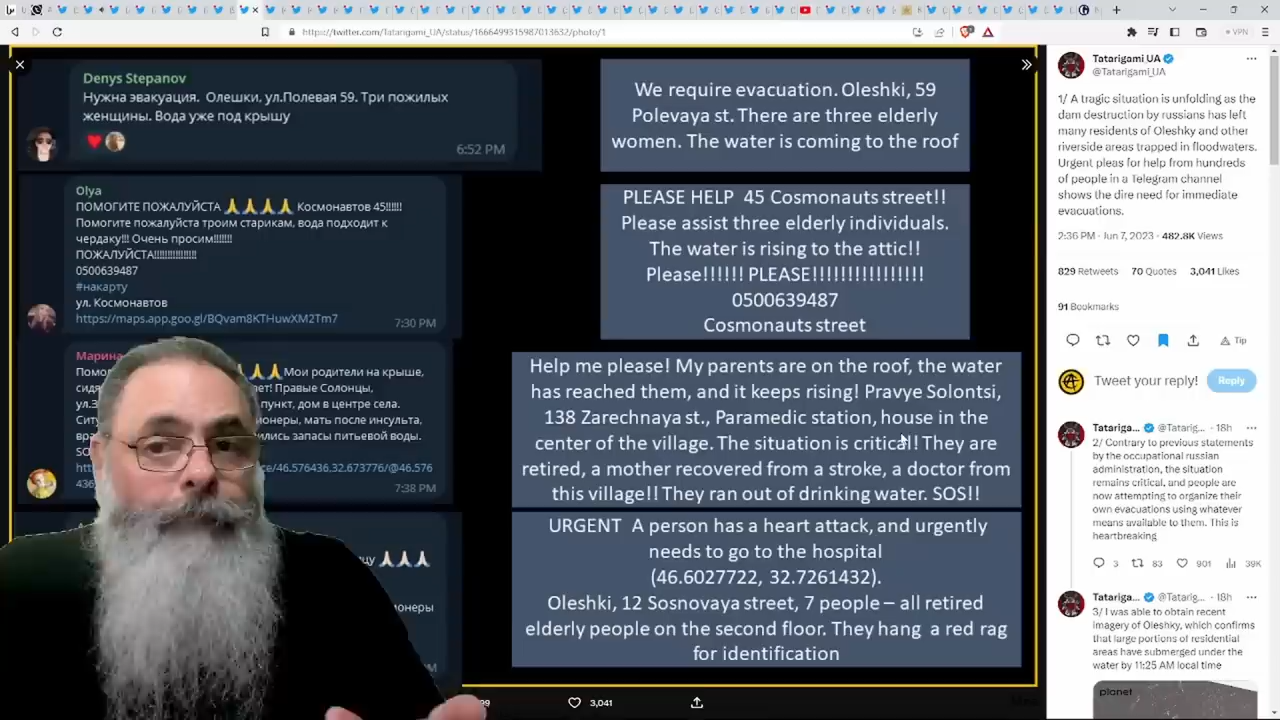 https://twitter.com/Tatarigami_UA/status/1666499315987013632/photo/1
VPN
Denys Stepanov
Нужна эвакуация. Олешки, ул.Полевая 59. Три пожилых
женщины. Вода уже под крышу
6:52 PM
We require evacuation. Oleshki, 59
Polevaya st. There are three elderly
women. The water is coming to the roof
Olya
ПОМОГИТЕ ПОЖАЛУЙСТА 🙏🙏🙏🙏 Космонавтов 45!!!!!!
Помогите пожалуйста троим старикам, вода подходит к
чердаку!!! Очень просим!!!!!!!
ПОЖАЛУЙСТА!!!!!!!!!!!!!!!
0500639487
#накарту
ул. Космонавтов
https://maps.app.goo.gl/BQvam8KTHuwXM2Tm7
7:30 PM
PLEASE HELP 45 Cosmonauts street!!
Please assist three elderly individuals.
The water is rising to the attic!!
Please!!!!!! PLEASE!!!!!!!!!!!!!!!!
0500639487
Cosmonauts street
Марина
🙏🙏Мои родители на крыше,
Правые Солонцы,
пункт, дом в центре села.
мать после инсульта,
запасы питьевой воды.
/46.576436,32.673776/@46.576
7:38 PM
Help me please! My parents are on the roof, the water
has reached them, and it keeps rising! Pravye Solontsi,
138 Zarechnaya st., Paramedic station, house in the
center of the village. The situation is critical!! They are
retired, a mother recovered from a stroke, a doctor from
this village!! They ran out of drinking water. SOS!!
🙏🙏🙏
URGENT A person has a heart attack, and urgently
needs to go to the hospital
(46.6027722, 32.7261432).
Oleshki, 12 Sosnovaya street, 7 people – all retired
elderly people on the second floor. They hang a red rag
for identification
3,041
Tatarigami_UA
@Tatarigami_UA
1/ A tragic situation is unfolding as the
dam destruction by russians has left
many residents of Oleshky and other
riverside areas trapped in floodwaters.
Urgent pleas for help from hundreds
of people in a Telegram channel
shows the dire need for immediate
evacuations.
2:36 PM · Jun 7, 2023 · 482.8K Views
829 Retweets 70 Quotes 3,041 Likes
91 Bookmarks
Tip
Tweet your reply!
Reply
Tatariga... @Tatarig... · 18h
2/ Contrary to previous statements
by the occupational russian
administration, the situation
remains critical, and people are
now attempting to organize their
own evacuations using whatever
means available to them. This is
heartbreaking
3 83 901 39K
Tatariga... @Tatarig... · 18h
3/ I was able to obtain recent
imagery of Oleshky, which confirms
that large portions of residential
areas have submerged under the
water by 11:25 AM local time
planet